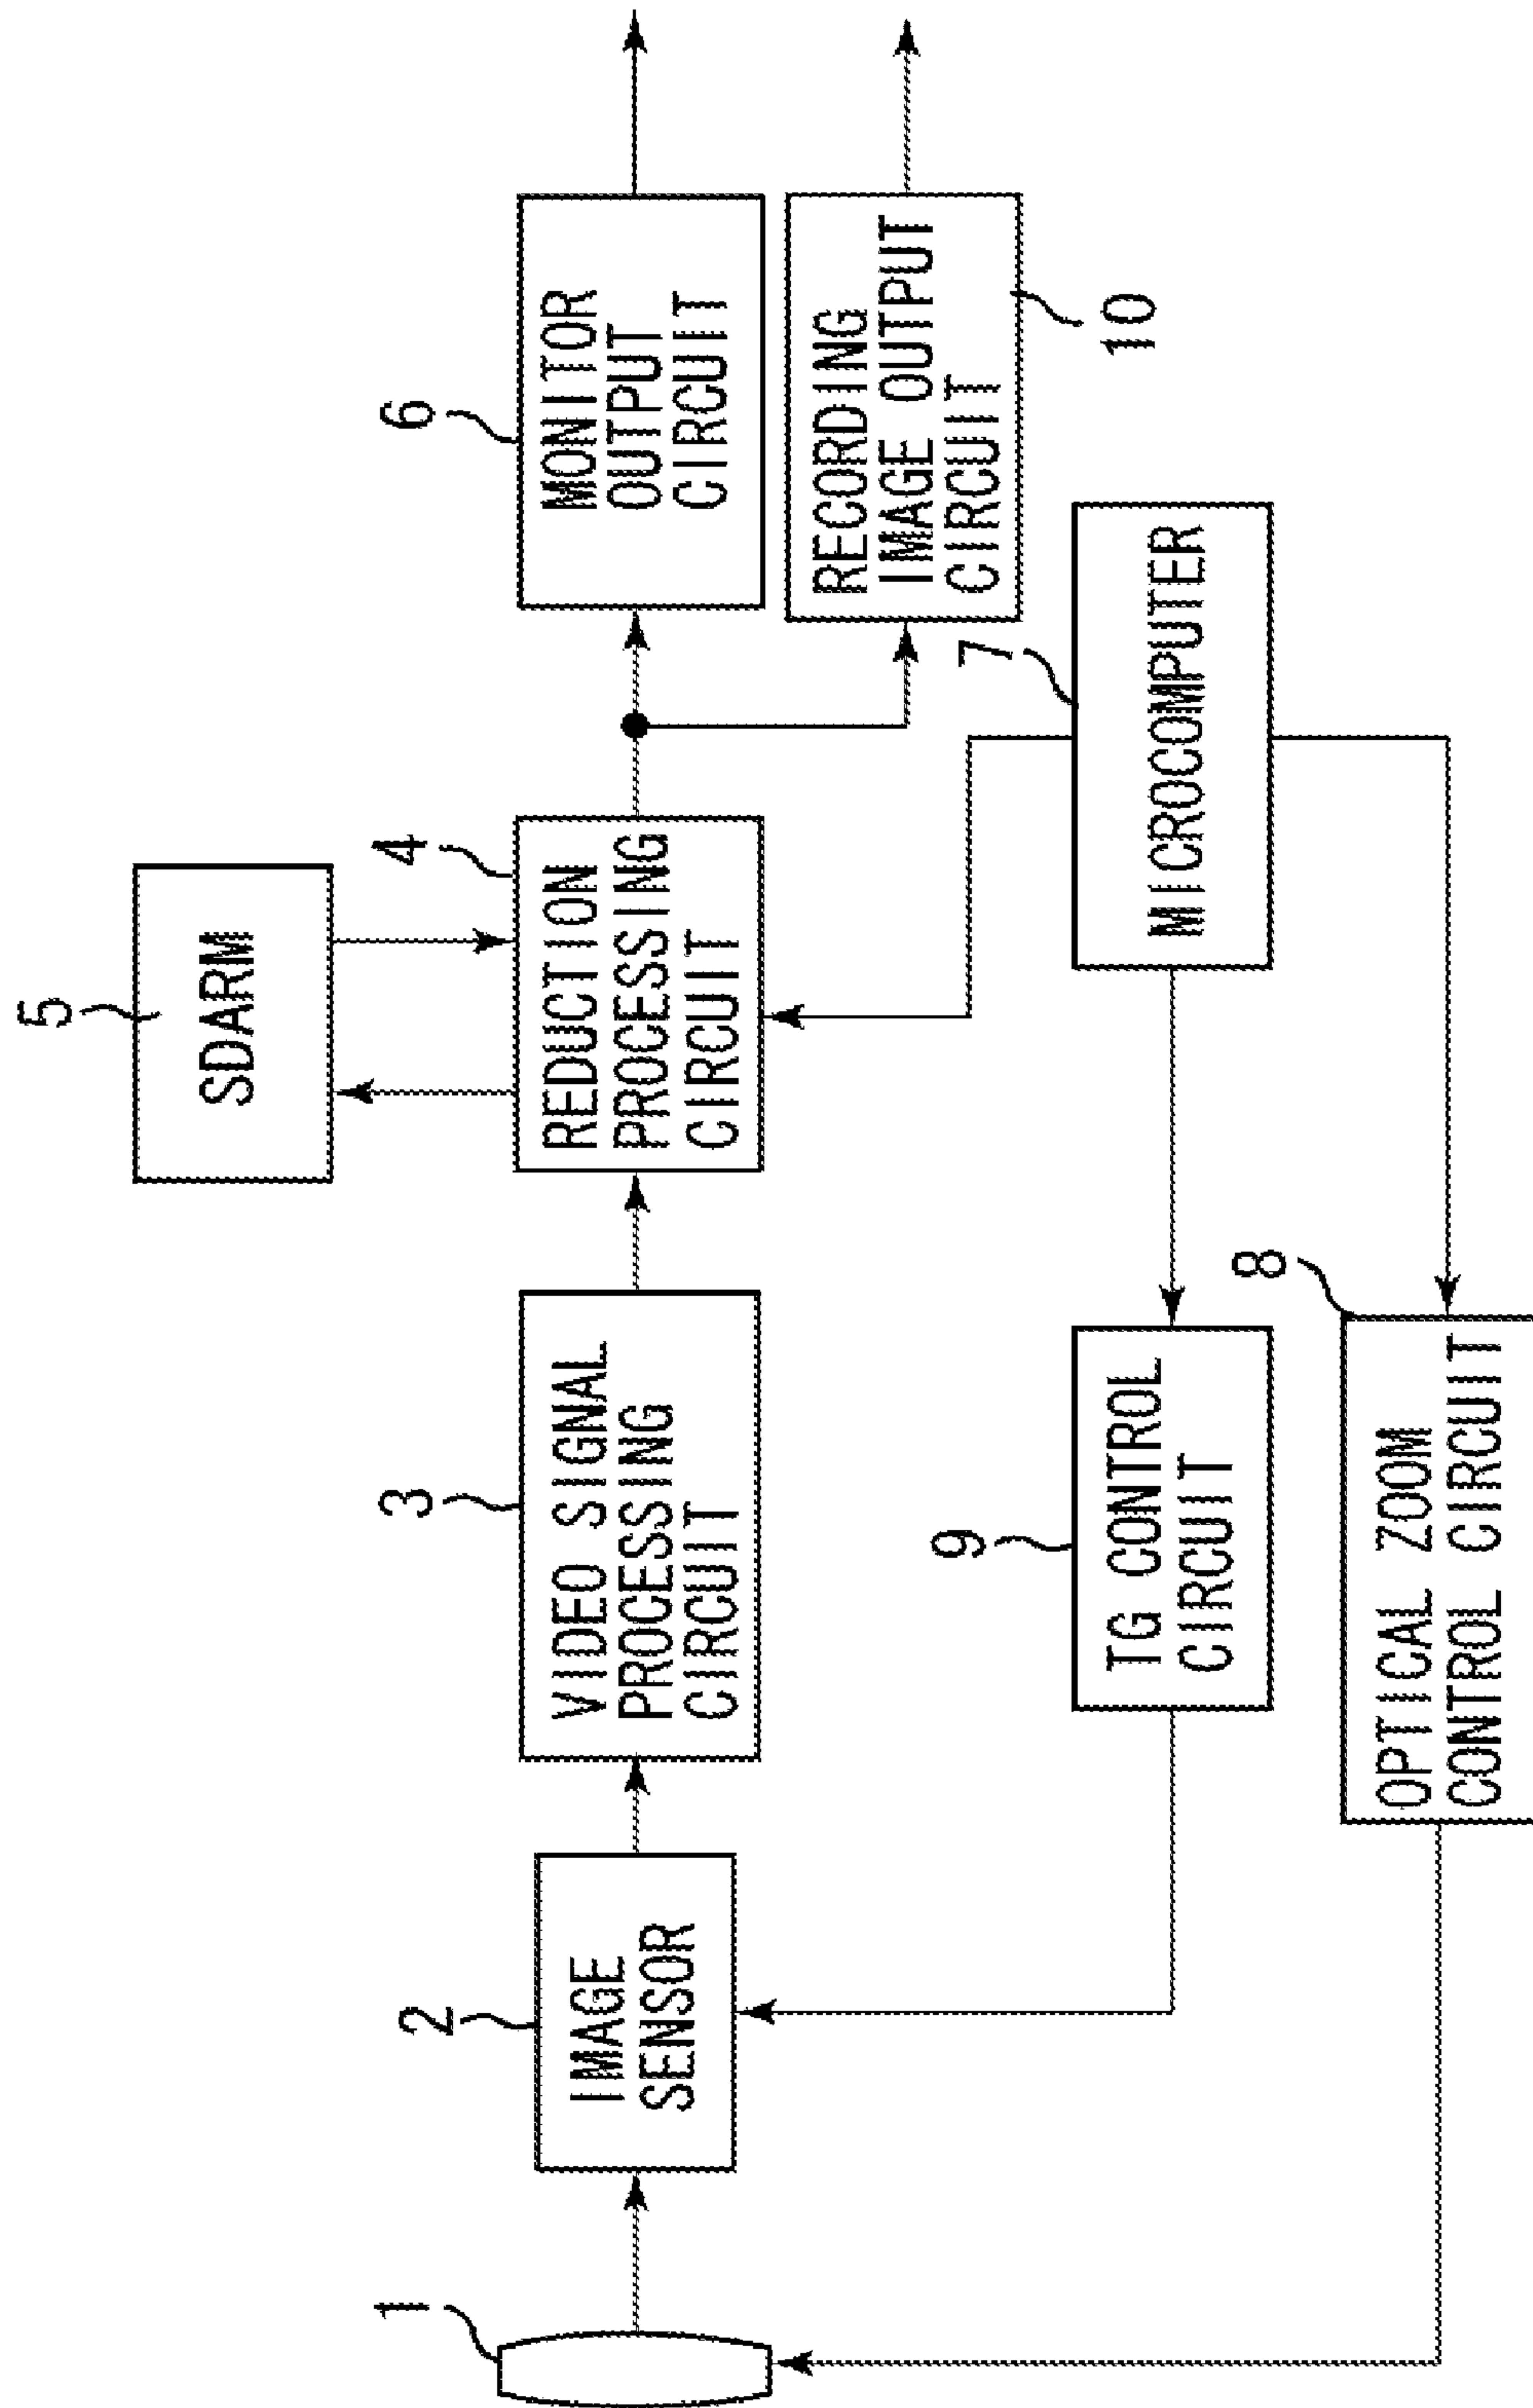 5
SDARM
4
REDUCTION
PROCESSING
CIRCUIT
6
MONITOR
OUTPUT
CIRCUIT
3
VIDEO SIGNAL
PROCESSING
CIRCUIT
2
IMAGE
SENSOR
1
RECORDING
IMAGE OUTPUT
CIRCUIT
10
7
MICROCOMPUTER
9
TG CONTROL
CIRCUIT
8
OPTICAL ZOOM
CONTROL CIRCUIT